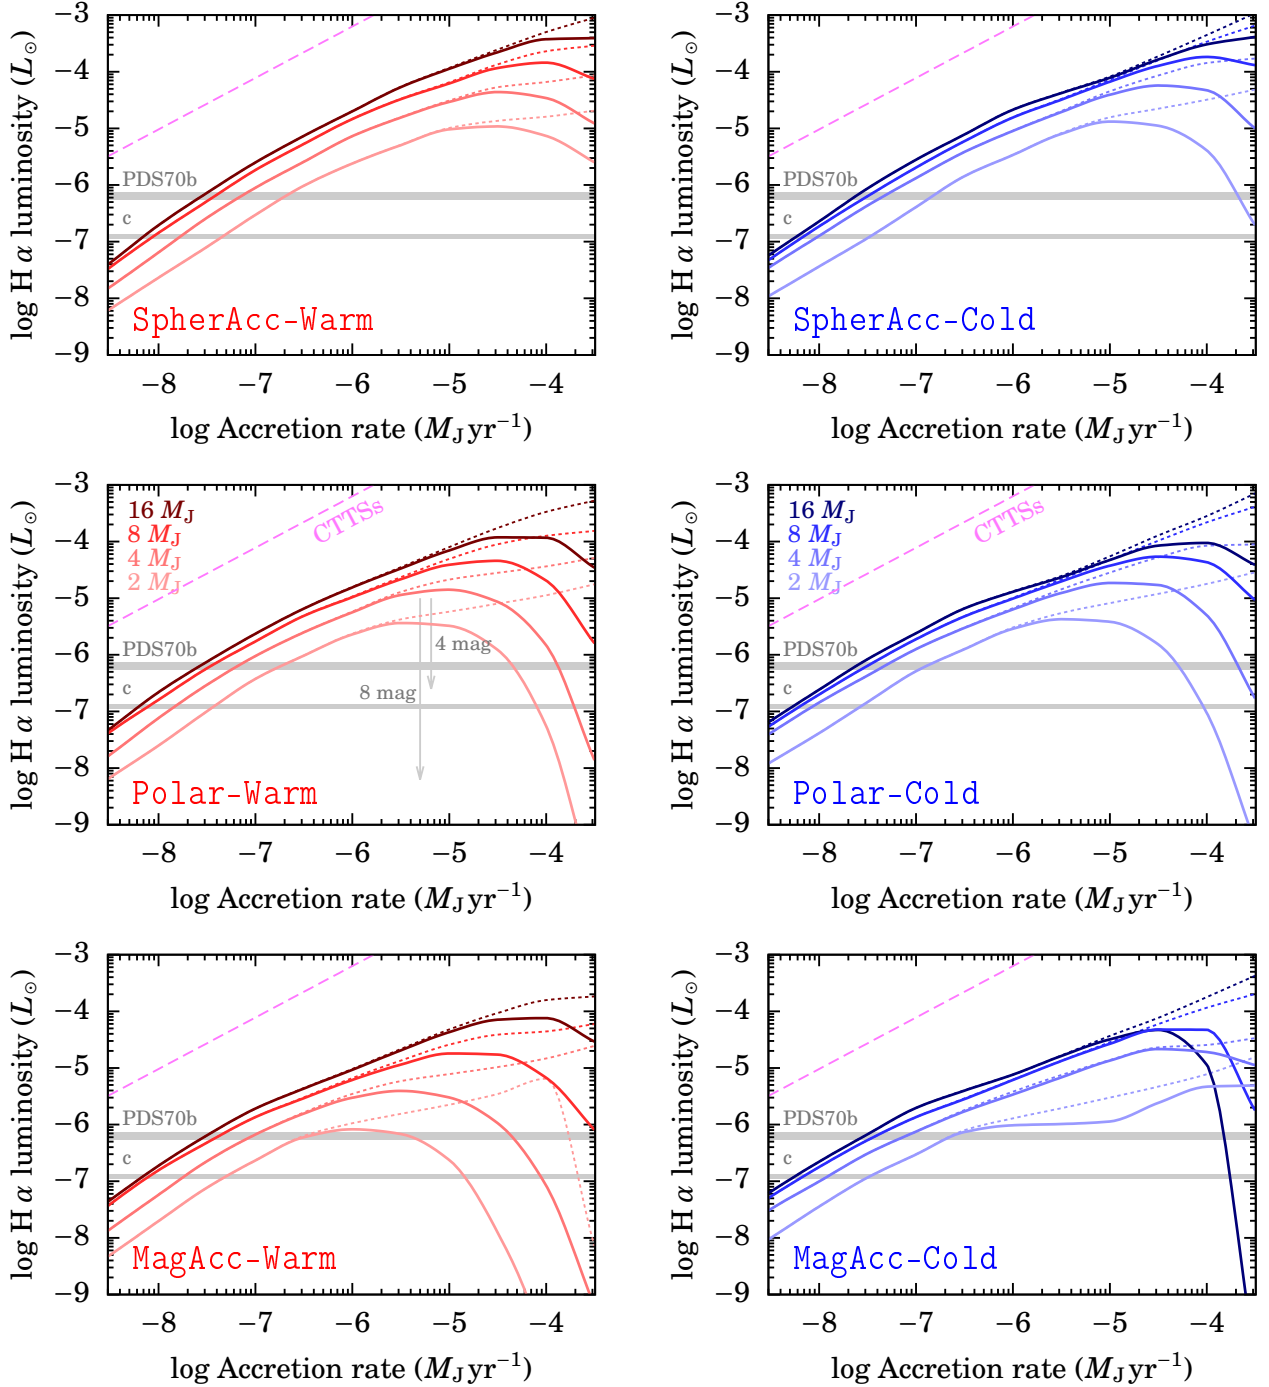 −3
−4
−5
−6
−7
−8
−9
log H α luminosity (L⊙)
PDS70b
c
SpherAcc-Warm
−8 −7 −6 −5 −4
log Accretion rate (MJ yr−1)
−3
−4
−5
−6
−7
−8
−9
log H α luminosity (L⊙)
PDS70b
c
SpherAcc-Cold
−8 −7 −6 −5 −4
log Accretion rate (MJ yr−1)
−3
−4
−5
−6
−7
−8
−9
log H α luminosity (L⊙)
16 MJ
8 MJ
4 MJ
2 MJ
CTTSs
PDS70b
c
4 mag
8 mag
Polar-Warm
−8 −7 −6 −5 −4
log Accretion rate (MJ yr−1)
−3
−4
−5
−6
−7
−8
−9
log H α luminosity (L⊙)
16 MJ
8 MJ
4 MJ
2 MJ
CTTSs
PDS70b
c
Polar-Cold
−8 −7 −6 −5 −4
log Accretion rate (MJ yr−1)
−3
−4
−5
−6
−7
−8
−9
log H α luminosity (L⊙)
PDS70b
c
MagAcc-Warm
−8 −7 −6 −5 −4
log Accretion rate (MJ yr−1)
−3
−4
−5
−6
−7
−8
−9
log H α luminosity (L⊙)
PDS70b
c
MagAcc-Cold
−8 −7 −6 −5 −4
log Accretion rate (MJ yr−1)